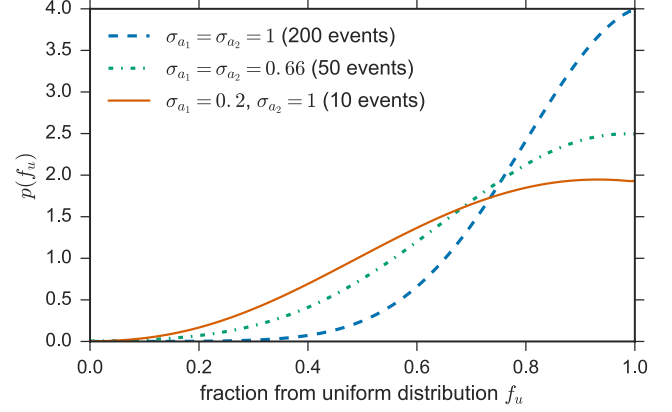 4.0
3.5
3.0
2.5
2.0
1.5
1.0
0.5
0.0
p(f_u)
σ_{a_1} = σ_{a_2} = 1 (200 events)
σ_{a_1} = σ_{a_2} = 0.66 (50 events)
σ_{a_1} = 0.2, σ_{a_2} = 1 (10 events)
0.0 0.2 0.4 0.6 0.8 1.0
fraction from uniform distribution f_u